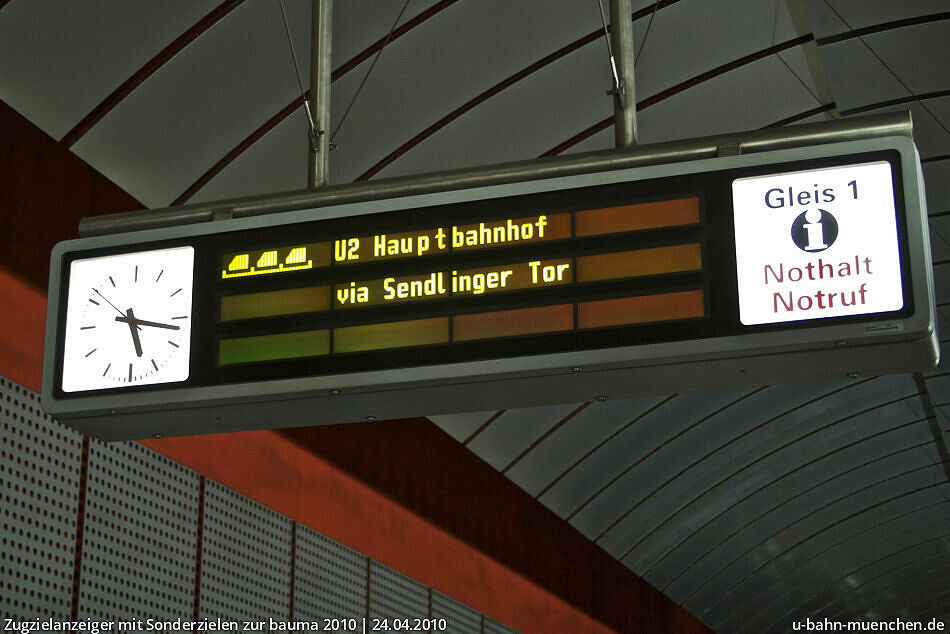 U2 Hauptbahnhof
via Sendlinger Tor
Gleis 1
i
Nothalt
Notruf
Zugzielanzeiger mit Sonderzielen zur bauma 2010 | 24.04.2010
u-bahn-muenchen.de